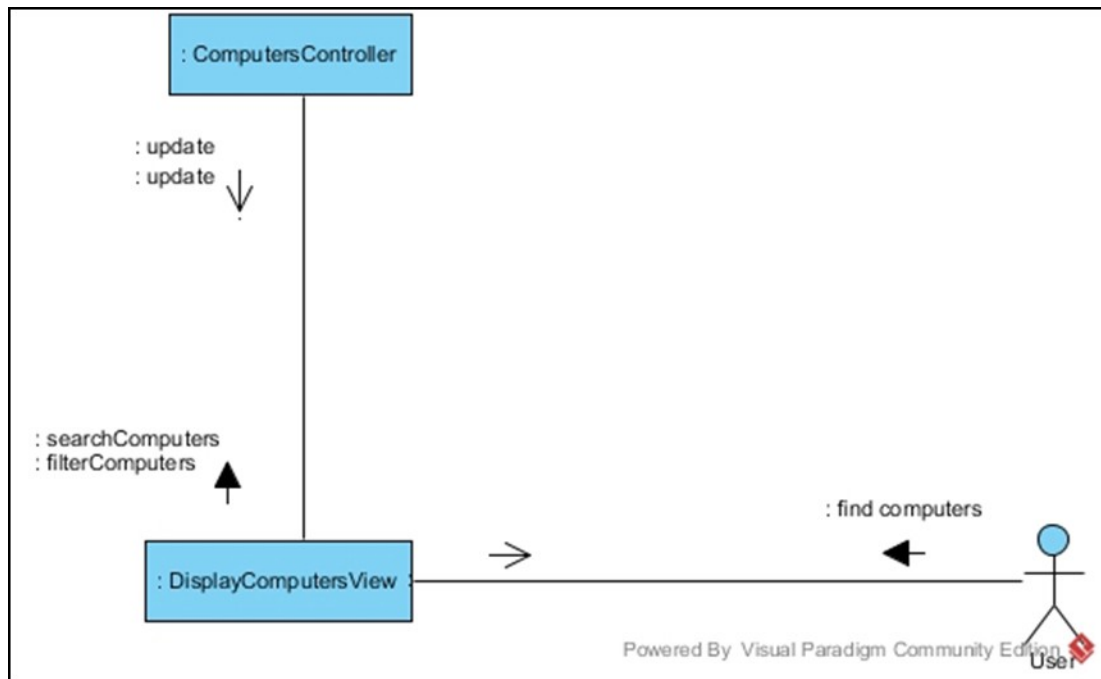 : ComputersController
: update
: update
: searchComputers
: filterComputers
: find computers
: DisplayComputersView :
Powered By Visual Paradigm Community Edition
User